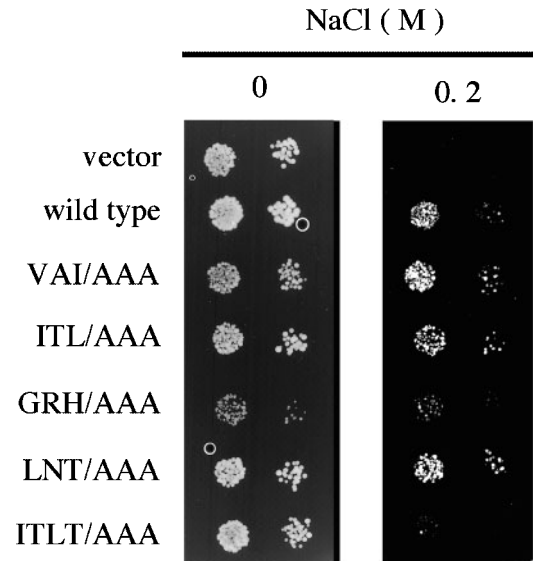 NaCl ( M )
0 0. 2
vector
wild type
VAI/AAA
ITL/AAA
GRH/AAA
LNT/AAA
ITLT/AAA